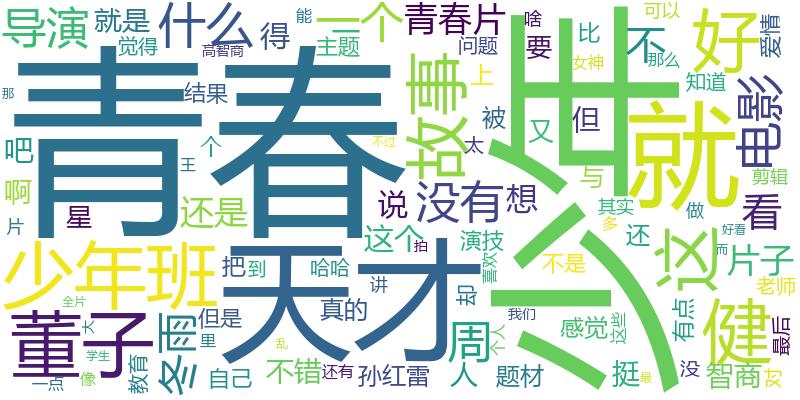 导演
就是
什么
得
能
一个
青春片
啥
可以
爱情
觉得
高智商
主题
问题
要
比
不
那么
好
女神
上
知道
那
结果
青春
故事
电影
被
又
但
就
吧
个
太
不过
王
啊
还是
说
没有
想
与
剪辑
看
片
星
这个
演技
其实
多
做
好看
而
还
这
片子
少年班
天才
把
到
哈哈
拍
却
喜欢
不是
老师
讲
全片
董子
冬雨
但是
真的
周
我们
感觉
这些
有点
健
最后
大
里
个人
乱
学生
一点
像
教育
不错
自己
还有
孙红雷
人
题材
挺
最
没
智商
对